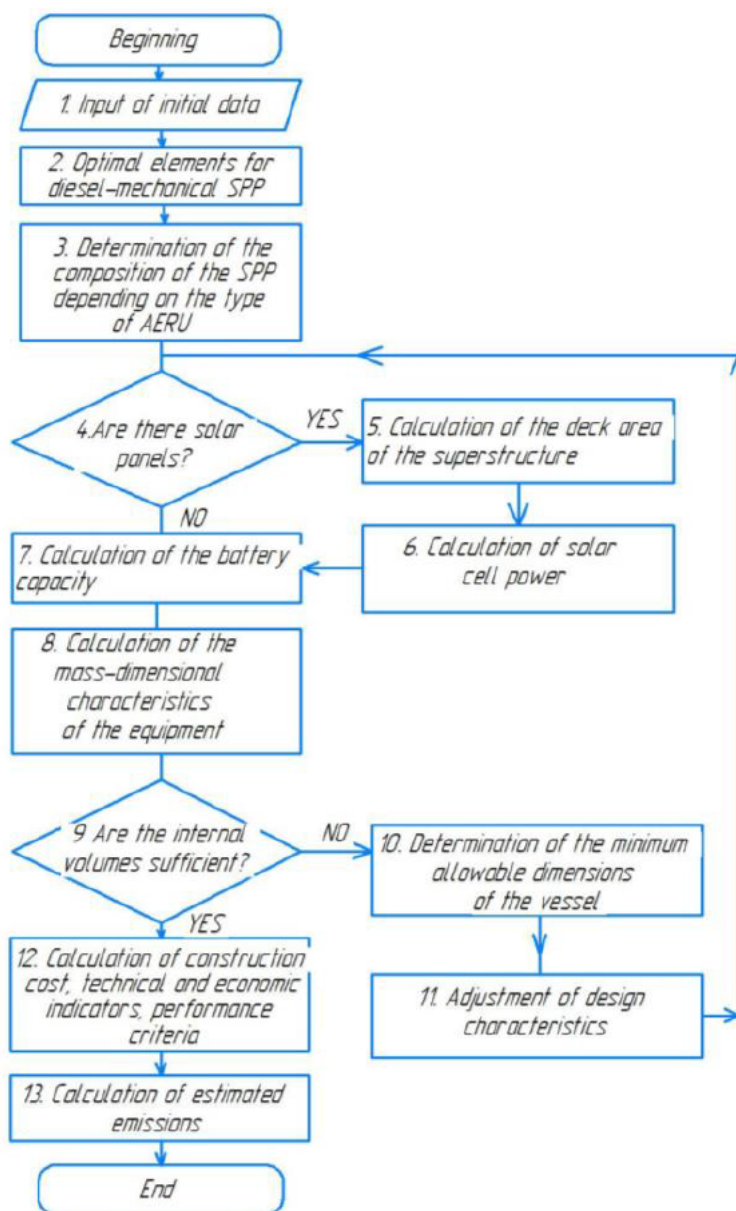 Beginning
1. Input of initial data
2. Optimal elements for
diesel-mechanical SPP
3. Determination of the
composition of the SPP
depending on the type
of AERU
4.Are there solar
panels?
YES
5. Calculation of the deck area
of the superstructure
NO
6. Calculation of solar
cell power
7. Calculation of the battery
capacity
8. Calculation of the
mass-dimensional
characteristics
of the equipment
9 Are the internal
volumes sufficient?
NO
10. Determination of the minimum
allowable dimensions
of the vessel
YES
11. Adjustment of design
characteristics
12. Calculation of construction
cost, technical and economic
indicators, performance
criteria
13. Calculation of estimated
emissions
End